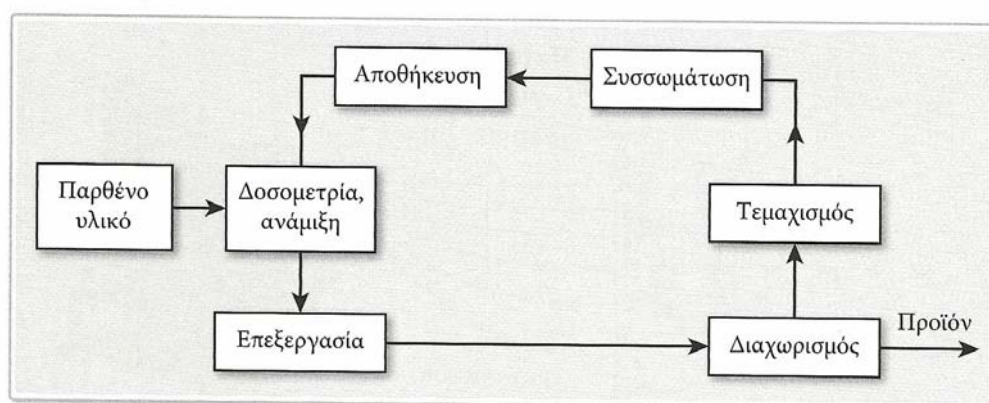 Αποθήκευση
Συσσωμάτωση
Παρθένο
υλικό
Δοσομετρία,
ανάμιξη
Τεμαχισμός
Επεξεργασία
Διαχωρισμός
Προϊόν